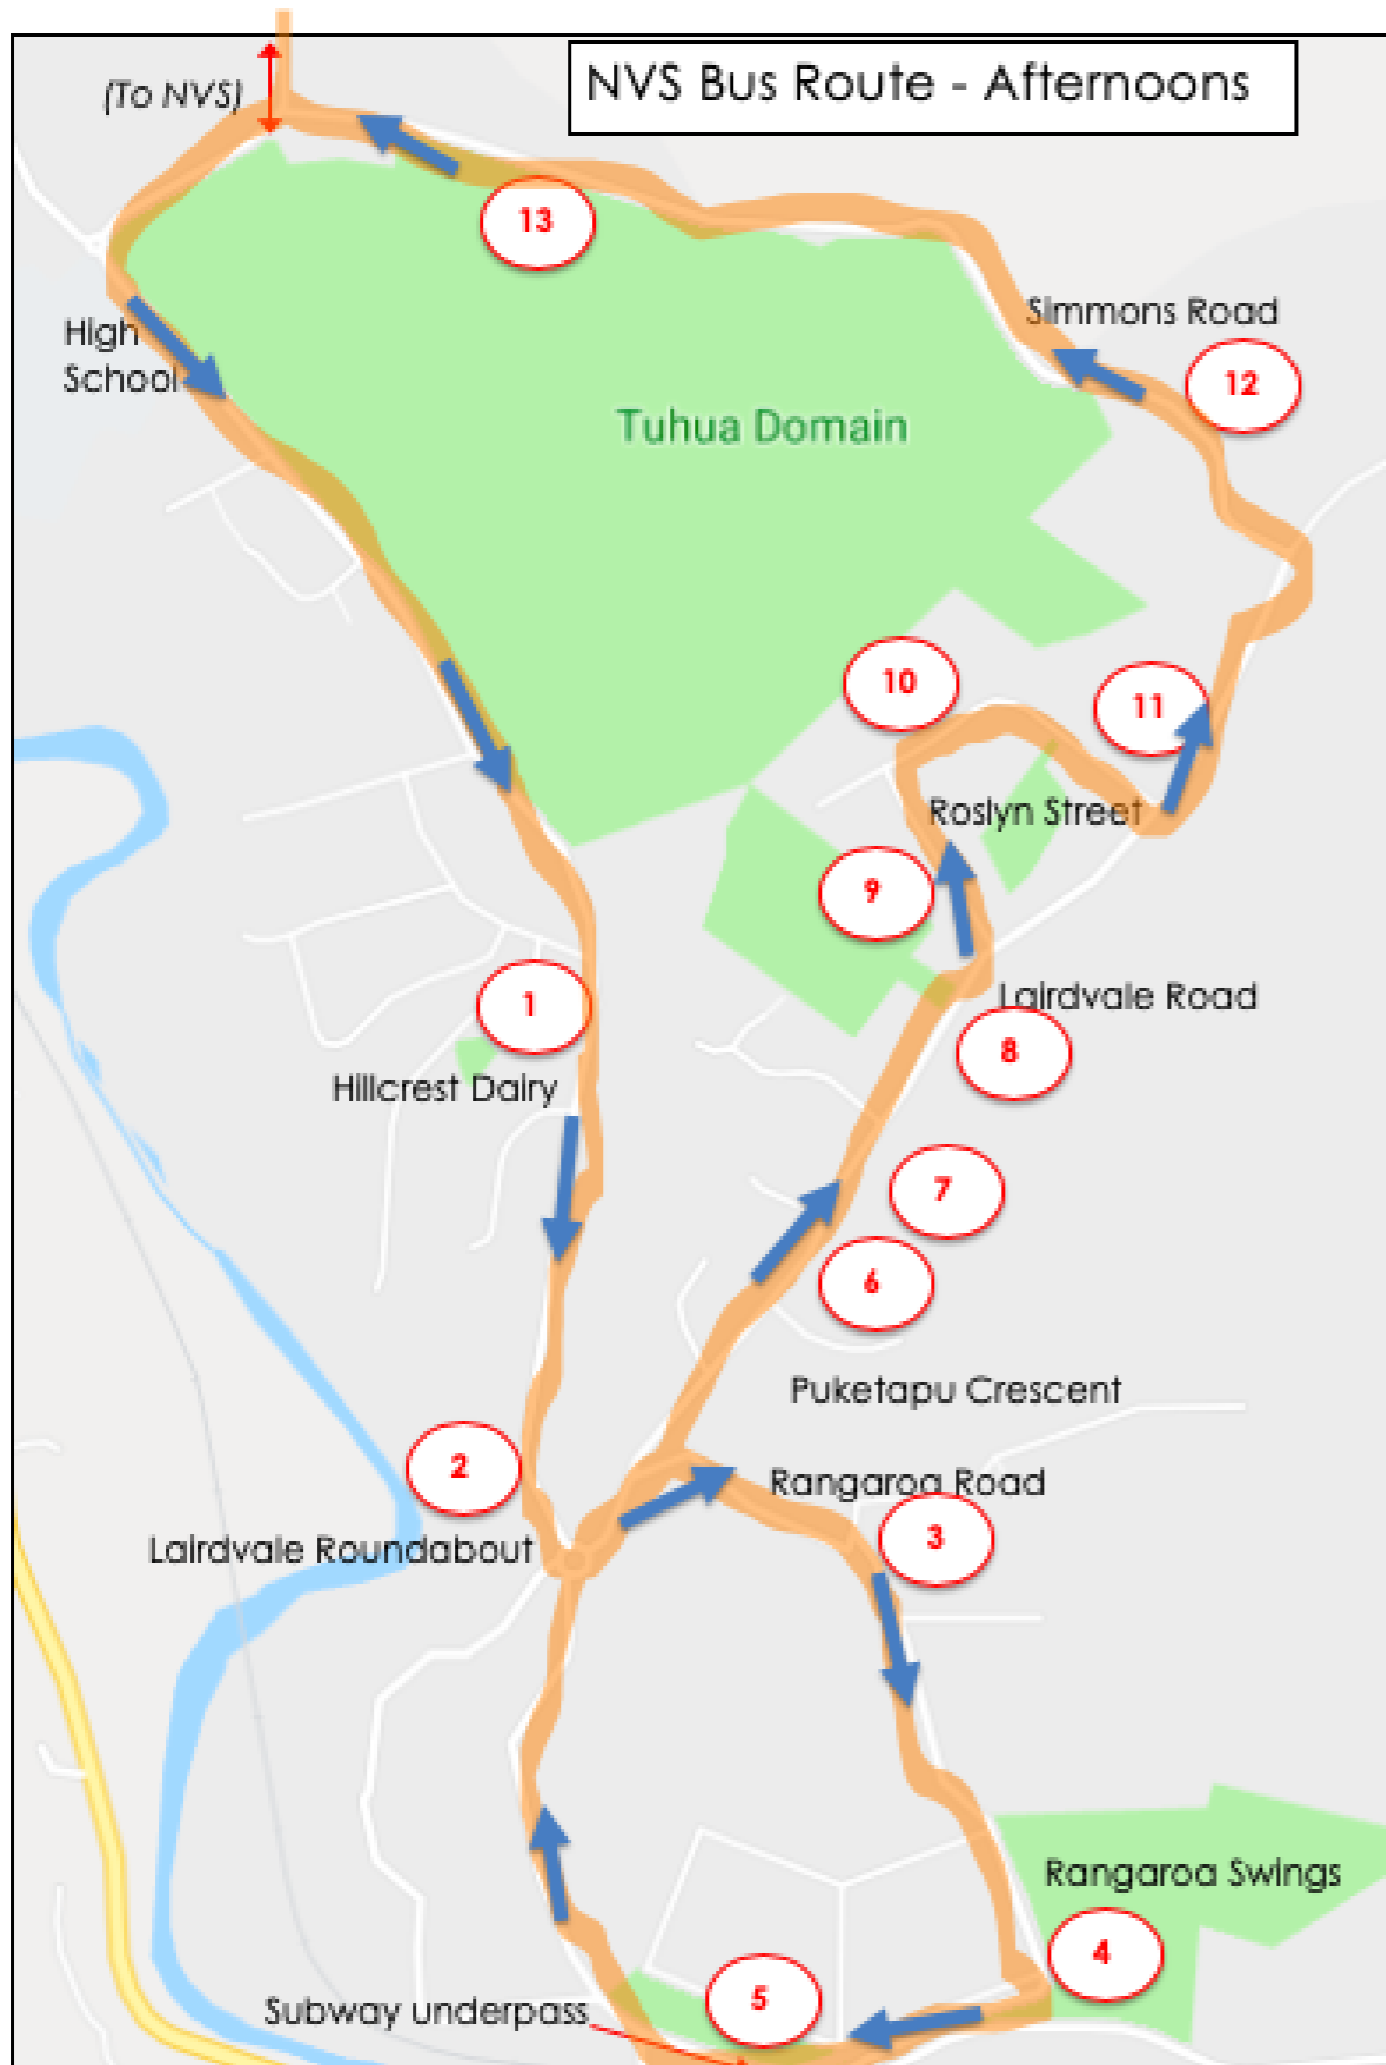 NVS Bus Route - Afternoons
(To NVS)
13
Simmons Road
High
School
12
Tuhua Domain
10
11
Roslyn Street
9
Lairdvale Road
1
8
Hillcrest Dairy
7
6
Puketapu Crescent
2
Rangaroa Road
3
Lairdvale Roundabout
Rangaroa Swings
4
5
Subway underpass